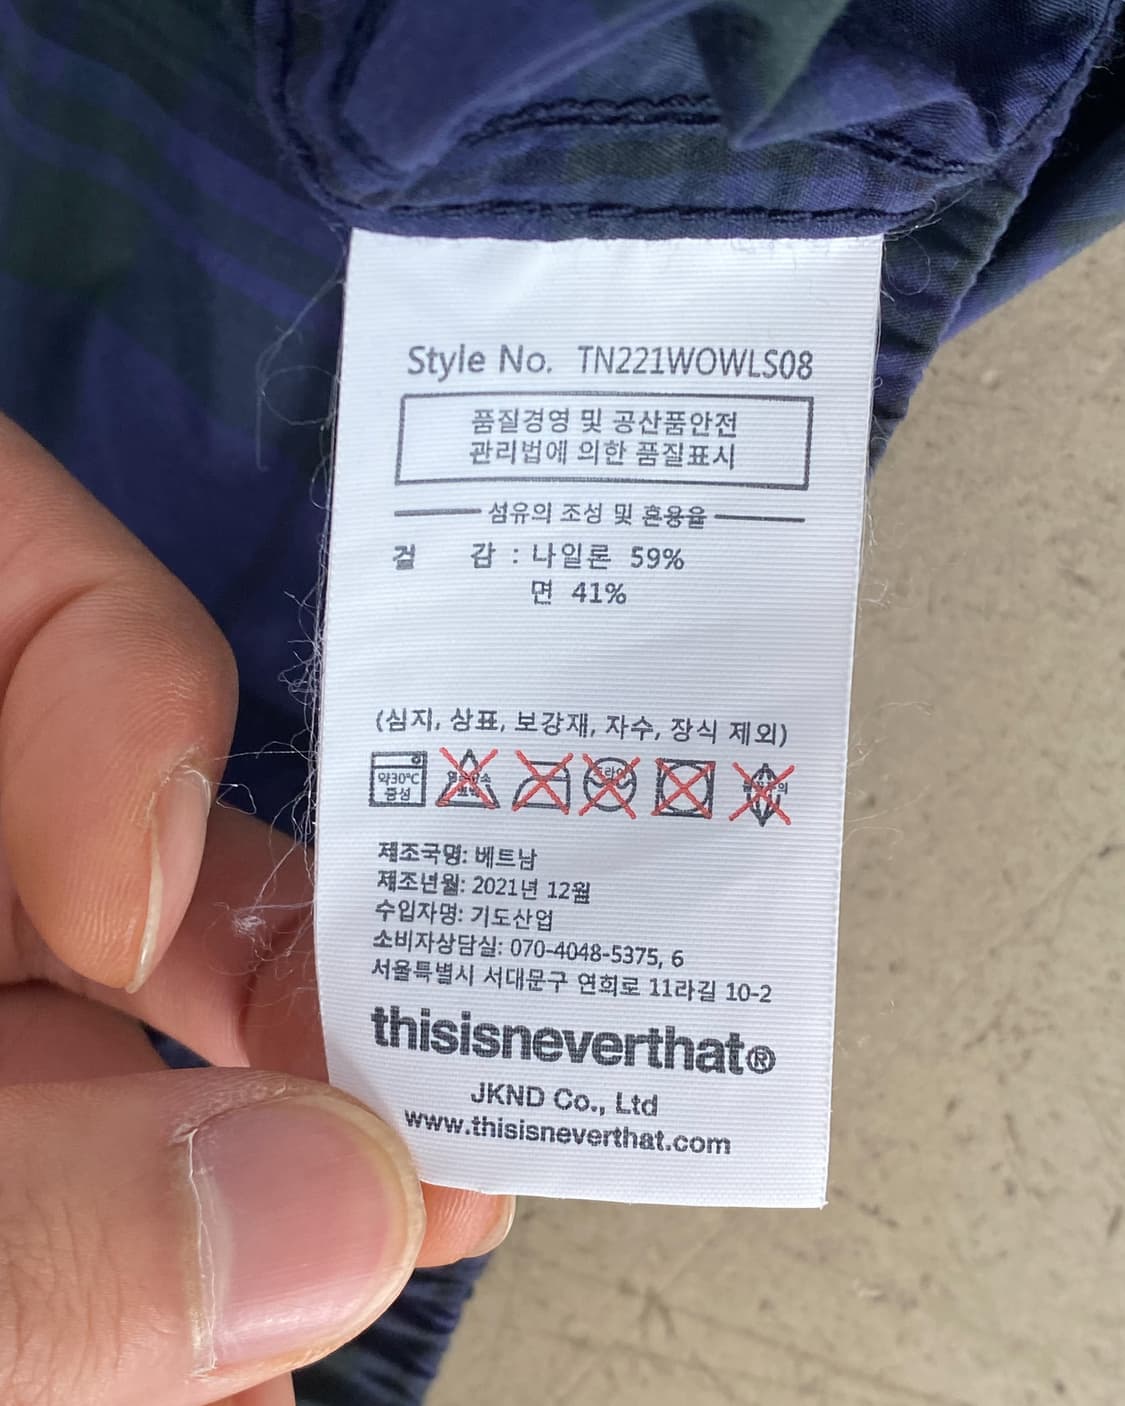 Style No. TN221WOWLS08
품질경영 및 공산품안전
관리법에 의한 품질표시
섬유의 조성 및 혼용율
겉 감 : 나일론 59%
면 41%
(심지, 상표, 보강재, 자수, 장식 제외)
약30℃
중성
제조국명: 베트남
제조년월: 2021년 12월
수입자명: 기도산업
소비자상담실: 070-4048-5375, 6
서울특별시 서대문구 연희로 11라길 10-2
thisisneverthat®
JKND Co., Ltd
www.thisisneverthat.com